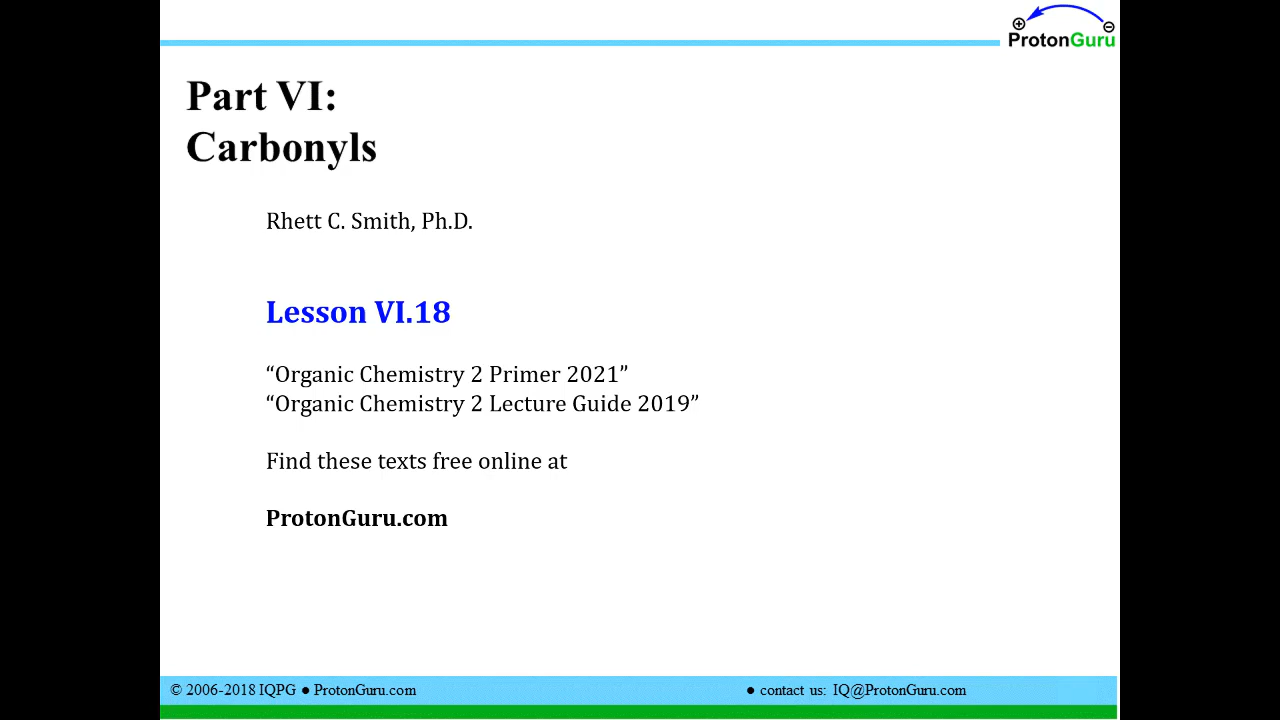 ⊕ ⊖
ProtonGuru
Part VI:
Carbonyls
Rhett C. Smith, Ph.D.
Lesson VI.18
“Organic Chemistry 2 Primer 2021”
“Organic Chemistry 2 Lecture Guide 2019”
Find these texts free online at
ProtonGuru.com
© 2006-2018 IQPG ● ProtonGuru.com ● contact us: IQ@ProtonGuru.com